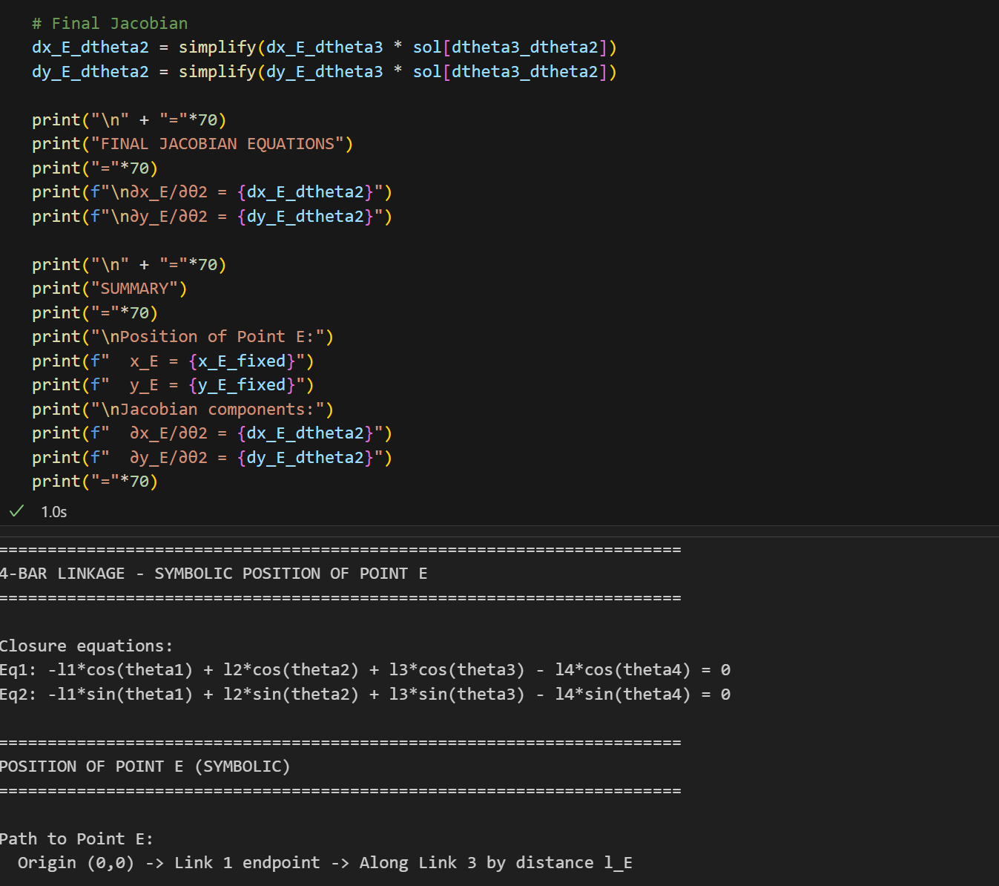 # Final Jacobian
dx_E_dtheta2 = simplify(dx_E_dtheta3 * sol[dtheta3_dtheta2])
dy_E_dtheta2 = simplify(dy_E_dtheta3 * sol[dtheta3_dtheta2])
print("\n" + "="*70)
print("FINAL JACOBIAN EQUATIONS")
print("="*70)
print(f"\n∂x_E/∂θ2 = {dx_E_dtheta2}")
print(f"\n∂y_E/∂θ2 = {dy_E_dtheta2}")
print("\n" + "="*70)
print("SUMMARY")
print("="*70)
print("\nPosition of Point E:")
print(f"  x_E = {x_E_fixed}")
print(f"  y_E = {y_E_fixed}")
print("\nJacobian components:")
print(f"  ∂x_E/∂θ2 = {dx_E_dtheta2}")
print(f"  ∂y_E/∂θ2 = {dy_E_dtheta2}")
print("="*70)
✓ 1.0s
======================================================================
4-BAR LINKAGE - SYMBOLIC POSITION OF POINT E
======================================================================
Closure equations:
Eq1: -l1*cos(theta1) + l2*cos(theta2) + l3*cos(theta3) - l4*cos(theta4) = 0
Eq2: -l1*sin(theta1) + l2*sin(theta2) + l3*sin(theta3) - l4*sin(theta4) = 0
======================================================================
POSITION OF POINT E (SYMBOLIC)
======================================================================
Path to Point E:
  Origin (0,0) -> Link 1 endpoint -> Along Link 3 by distance l_E